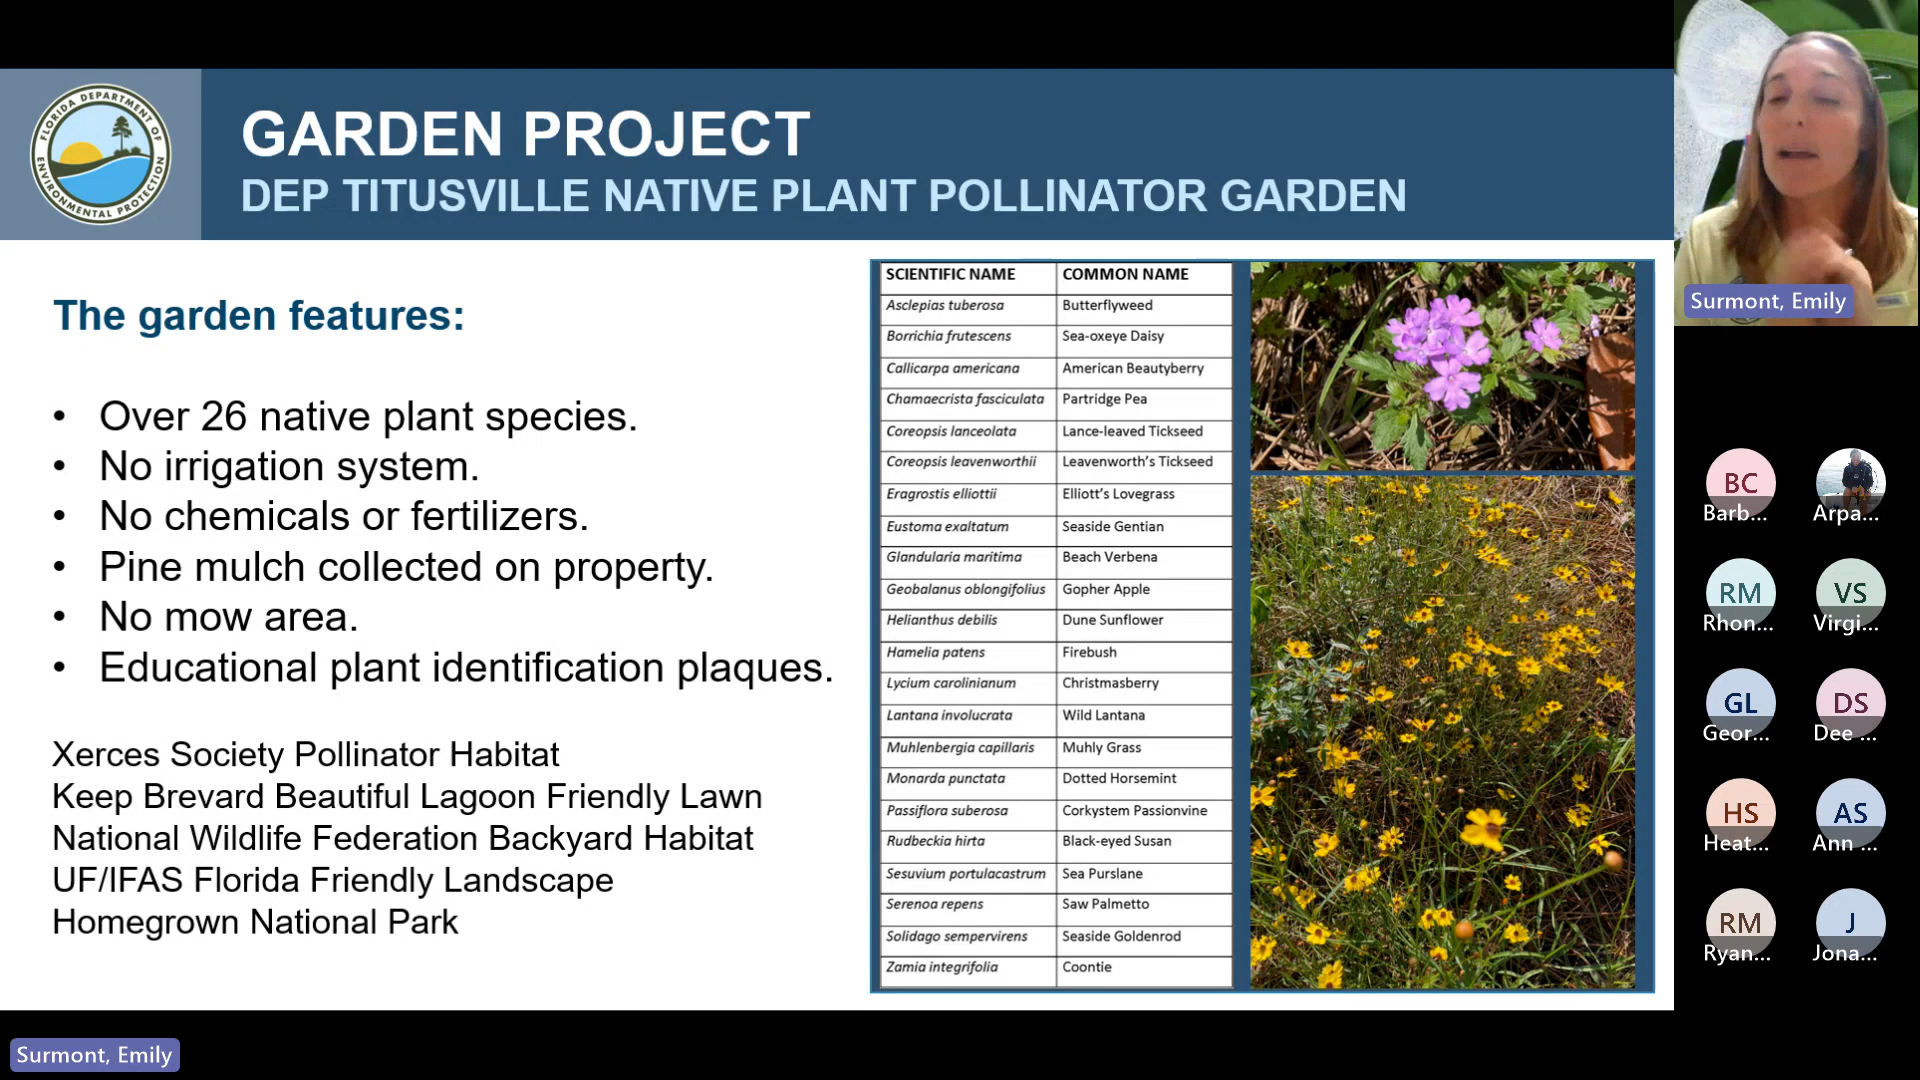 FLORIDA DEPARTMENT OF
ENVIRONMENTAL PROTECTION
GARDEN PROJECT
DEP TITUSVILLE NATIVE PLANT POLLINATOR GARDEN
The garden features:
• Over 26 native plant species.
• No irrigation system.
• No chemicals or fertilizers.
• Pine mulch collected on property.
• No mow area.
• Educational plant identification plaques.
Xerces Society Pollinator Habitat
Keep Brevard Beautiful Lagoon Friendly Lawn
National Wildlife Federation Backyard Habitat
UF/IFAS Florida Friendly Landscape
Homegrown National Park
SCIENTIFIC NAME COMMON NAME
Asclepias tuberosa Butterflyweed
Borrichia frutescens Sea-oxeye Daisy
Callicarpa americana American Beautyberry
Chamaecrista fasciculata Partridge Pea
Coreopsis lanceolata Lance-leaved Tickseed
Coreopsis leavenworthii Leavenworth's Tickseed
Eragrostis elliottii Elliott's Lovegrass
Eustoma exaltatum Seaside Gentian
Glandularia maritima Beach Verbena
Geobalanus oblongifolius Gopher Apple
Helianthus debilis Dune Sunflower
Hamelia patens Firebush
Lycium carolinianum Christmasberry
Lantana involucrata Wild Lantana
Muhlenbergia capillaris Muhly Grass
Monarda punctata Dotted Horsemint
Passiflora suberosa Corkystem Passionvine
Rudbeckia hirta Black-eyed Susan
Sesuvium portulacastrum Sea Purslane
Serenoa repens Saw Palmetto
Solidago sempervirens Seaside Goldenrod
Zamia integrifolia Coontie
Surmont, Emily
BC
Barb... Arpa...
RM VS
Rhon... Virgi...
GL DS
Geor... Dee ...
HS AS
Heat... Ann ...
RM J
Ryan... Jona...
Surmont, Emily